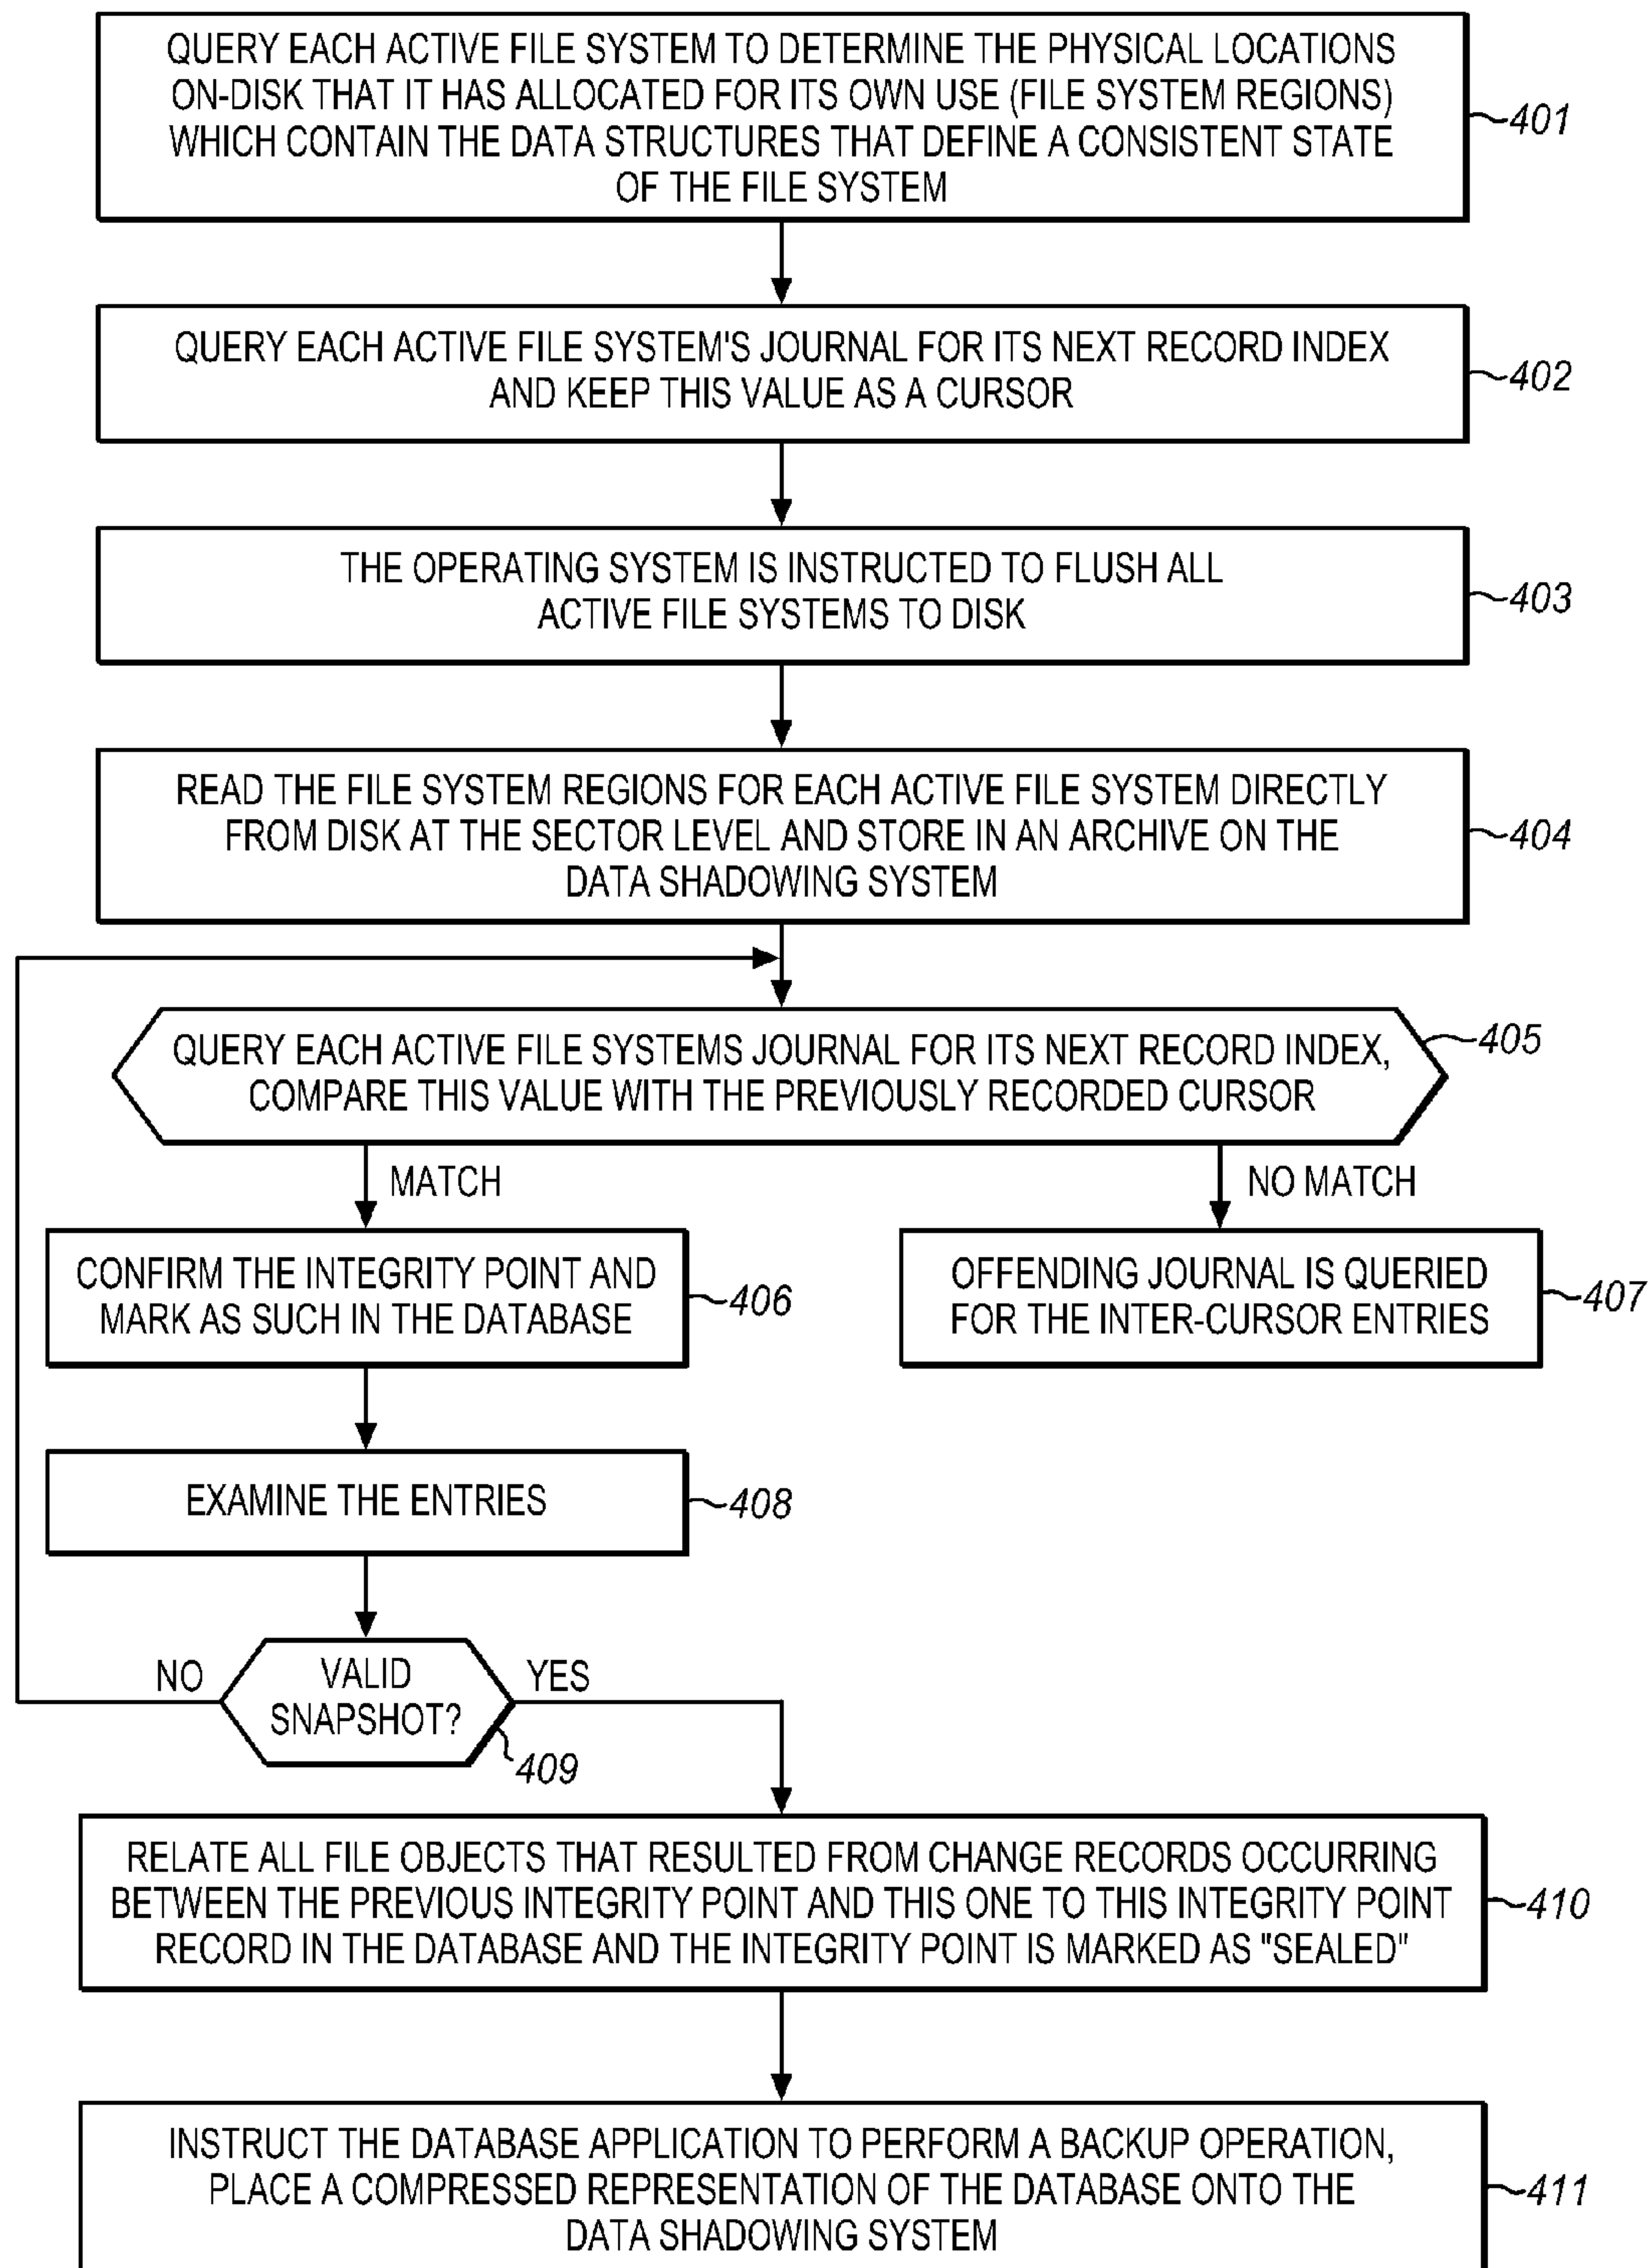 QUERY EACH ACTIVE FILE SYSTEM TO DETERMINE THE PHYSICAL LOCATIONS
ON-DISK THAT IT HAS ALLOCATED FOR ITS OWN USE (FILE SYSTEM REGIONS)
WHICH CONTAIN THE DATA STRUCTURES THAT DEFINE A CONSISTENT STATE
OF THE FILE SYSTEM
401
QUERY EACH ACTIVE FILE SYSTEM'S JOURNAL FOR ITS NEXT RECORD INDEX
AND KEEP THIS VALUE AS A CURSOR
402
THE OPERATING SYSTEM IS INSTRUCTED TO FLUSH ALL
ACTIVE FILE SYSTEMS TO DISK
403
READ THE FILE SYSTEM REGIONS FOR EACH ACTIVE FILE SYSTEM DIRECTLY
FROM DISK AT THE SECTOR LEVEL AND STORE IN AN ARCHIVE ON THE
DATA SHADOWING SYSTEM
404
QUERY EACH ACTIVE FILE SYSTEMS JOURNAL FOR ITS NEXT RECORD INDEX,
COMPARE THIS VALUE WITH THE PREVIOUSLY RECORDED CURSOR
405
MATCH
NO MATCH
CONFIRM THE INTEGRITY POINT AND
MARK AS SUCH IN THE DATABASE
406
OFFENDING JOURNAL IS QUERIED
FOR THE INTER-CURSOR ENTRIES
407
EXAMINE THE ENTRIES
408
NO
VALID
SNAPSHOT?
YES
409
RELATE ALL FILE OBJECTS THAT RESULTED FROM CHANGE RECORDS OCCURRING
BETWEEN THE PREVIOUS INTEGRITY POINT AND THIS ONE TO THIS INTEGRITY POINT
RECORD IN THE DATABASE AND THE INTEGRITY POINT IS MARKED AS "SEALED"
410
INSTRUCT THE DATABASE APPLICATION TO PERFORM A BACKUP OPERATION,
PLACE A COMPRESSED REPRESENTATION OF THE DATABASE ONTO THE
DATA SHADOWING SYSTEM
411